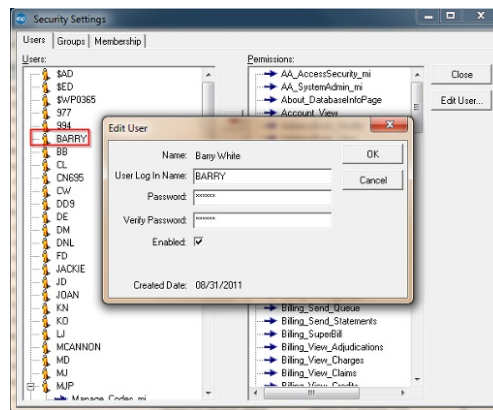 Security Settings
Users Groups Membership
Users:
$AD
$ED
$WP0365
977
994
BARRY
BB
CL
CN695
CW
DD9
DE
DM
DNL
FD
JACKIE
JD
JOAN
KN
KO
LJ
MCANNON
MD
MJ
MJP
Manage_Codes_mi
Permissions:
AA_AccessSecurity_mi
AA_SystemAdmin_mi
About_DatabaseInfoPage
Account_View
Billing_Send_Queue
Billing_Send_Statements
Billing_SuperBill
Billing_View_Adjudications
Billing_View_Charges
Billing_View_Claims
Billing_View_Credits
Close
Edit User...
Edit User
Name: Barry White
User Log In Name: BARRY
Password: xxxxxx
Verify Password: xxxxxx
Enabled:
Created Date: 08/31/2011
OK
Cancel